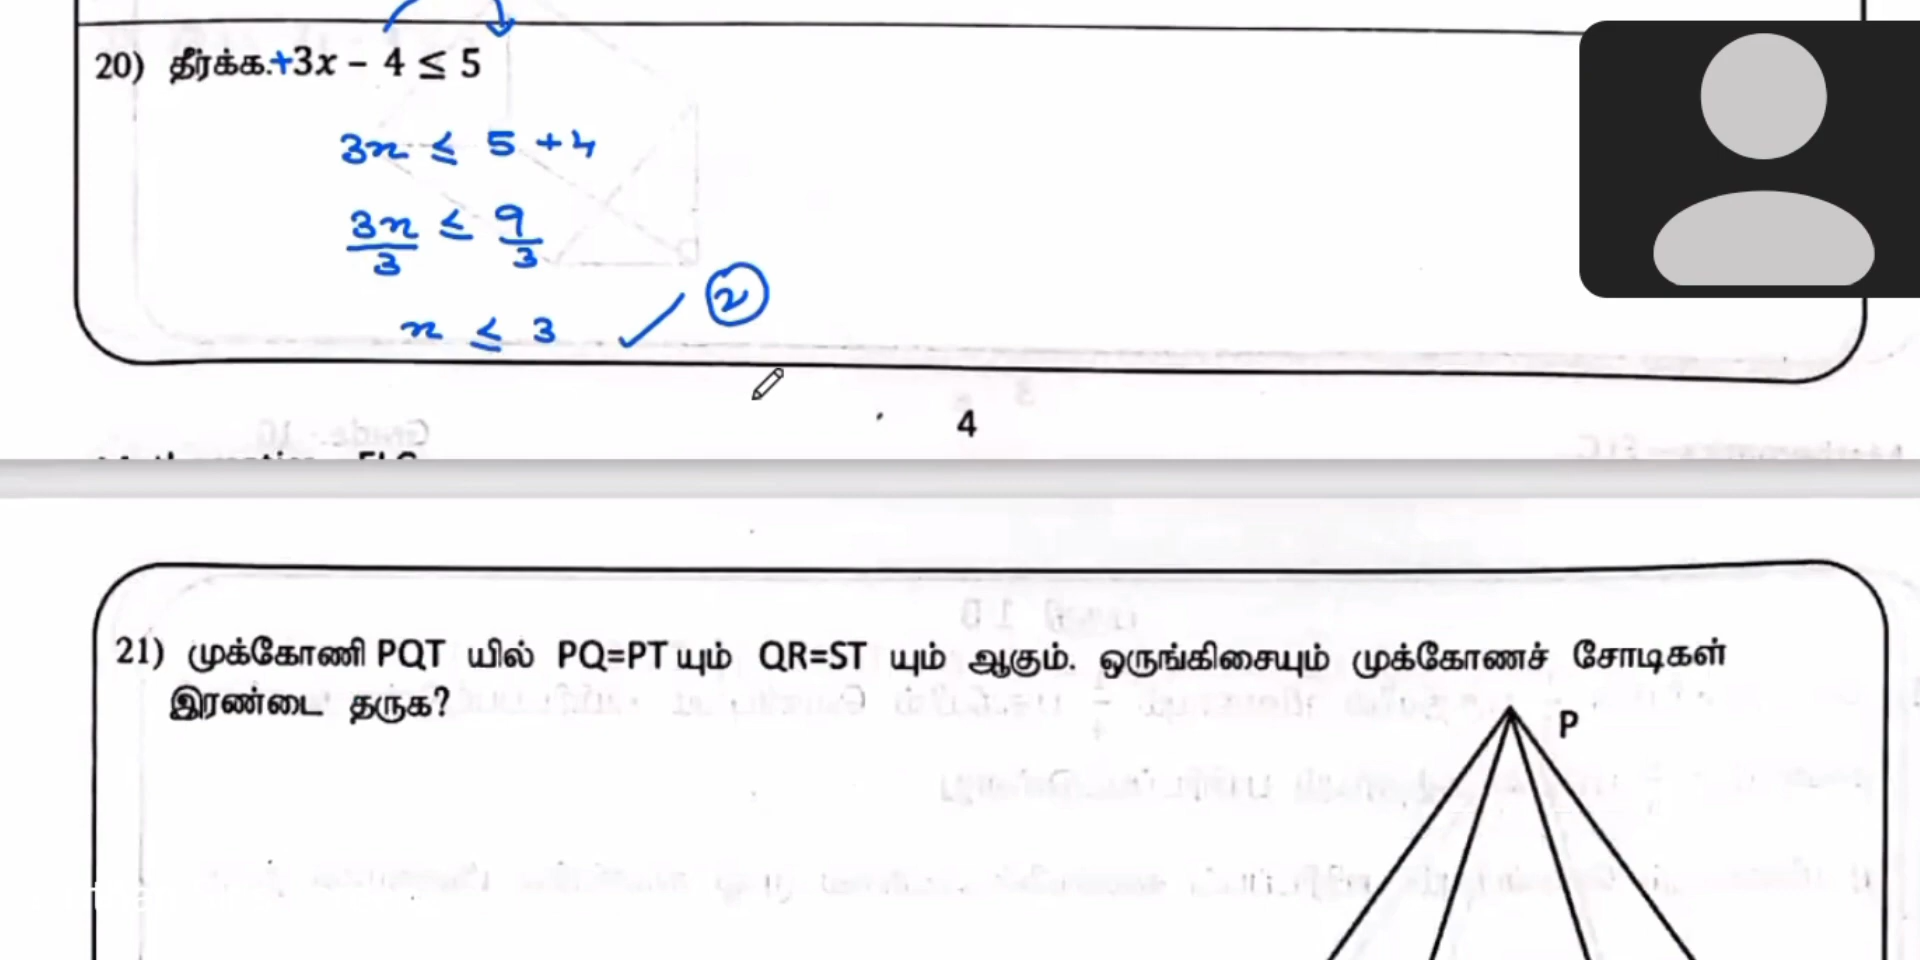 20) தீர்க்க.+3x – 4 ≤ 5
3x ≤ 5 + 4
3x/3 ≤ 9/3
x ≤ 3 ✓ 2
4
21) முக்கோணி PQT யில் PQ=PT யும் QR=ST யும் ஆகும். ஒருங்கிசையும் முக்கோணச் சோடிகள்
இரண்டை தருக?
P